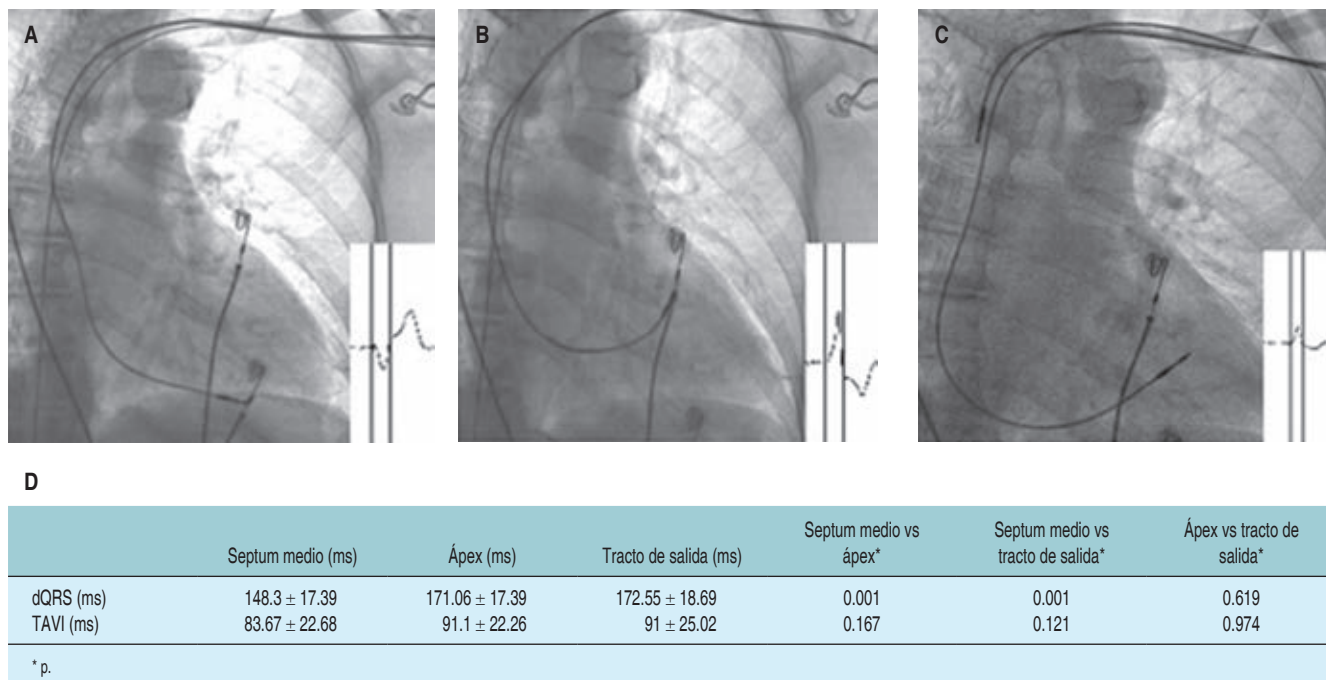 A
B
C
D
Septum medio (ms)
Ápex (ms)
Tracto de salida (ms)
Septum medio vs
ápex*
Septum medio vs
tracto de salida*
Ápex vs tracto de
salida*
dQRS (ms) 148.3 ± 17.39 171.06 ± 17.39 172.55 ± 18.69 0.001 0.001 0.619
TAVI (ms) 83.67 ± 22.68 91.1 ± 22.26 91 ± 25.02 0.167 0.121 0.974
* p.